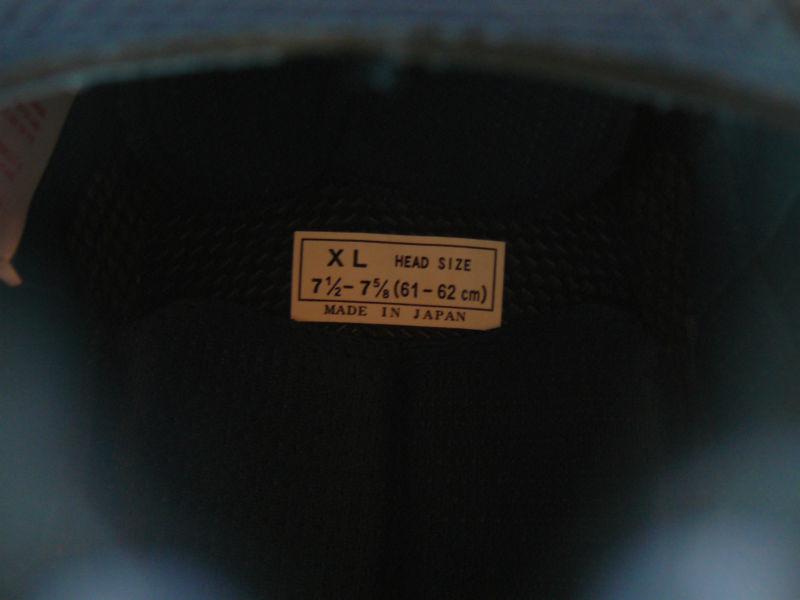 XL HEAD SIZE
7½-7⅝(61-62 cm)
MADE IN JAPAN